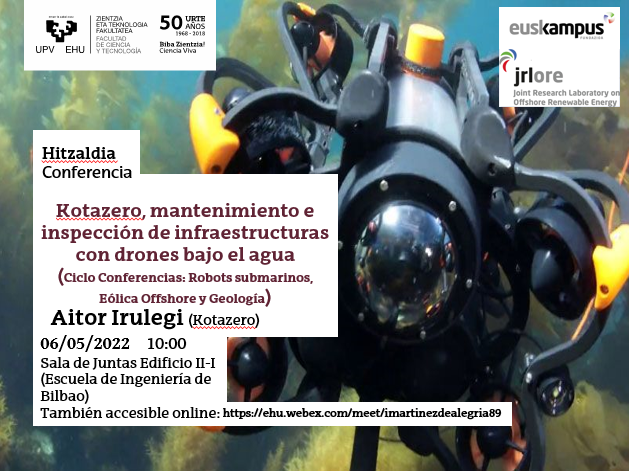 ZIENTZIA
ETA TEKNOLOGIA
FAKULTATEA
FACULTAD
DE CIENCIA
Y TECNOLOGÍA
UPV EHU
50 URTE
AÑOS
1968 - 2018
Biba Zientzia!
Ciencia Viva
euskampus
FUNDAZIOA
jrlore
Joint Research Laboratory on
Offshore Renewable Energy
Hitzaldia
Conferencia
Kotazero, mantenimiento e
inspección de infraestructuras
con drones bajo el agua
(Ciclo Conferencias: Robots submarinos,
Eólica Offshore y Geología)
Aitor Irulegi (Kotazero)
06/05/2022 10:00
Sala de Juntas Edificio II-I
(Escuela de Ingeniería de
Bilbao)
También accesible online: https://ehu.webex.com/meet/imartinezdealegria89